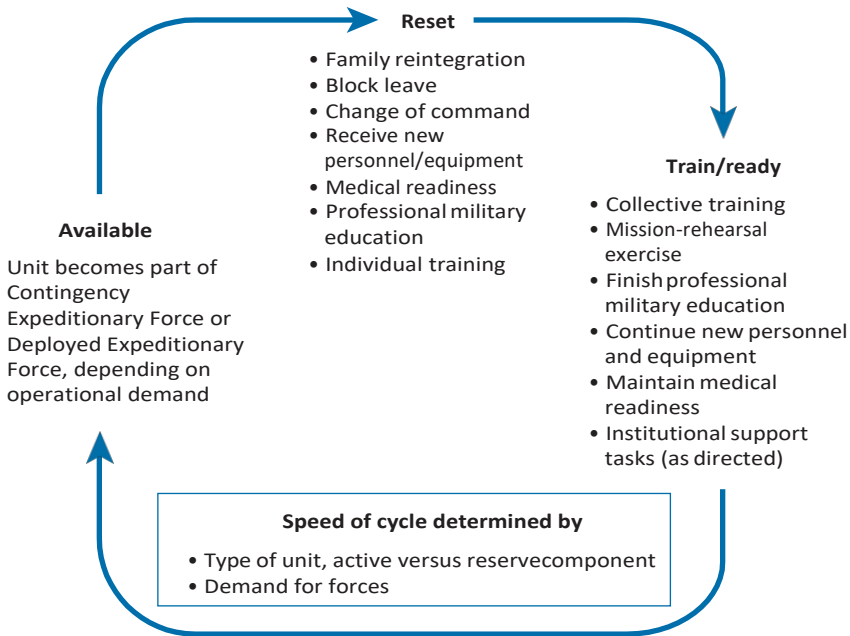 Reset
• Family reintegration
• Block leave
• Change of command
• Receive new
personnel/equipment
• Medical readiness
• Professional military
education
• Individual training
Train/ready
• Collective training
• Mission-rehearsal
exercise
• Finish professional
military education
• Continue new personnel
and equipment
• Maintain medical
readiness
• Institutional support
tasks (as directed)
Available
Unit becomes part of
Contingency
Expeditionary Force or
Deployed Expeditionary
Force, depending on
operational demand
Speed of cycle determined by
• Type of unit, active versus reservecomponent
• Demand for forces